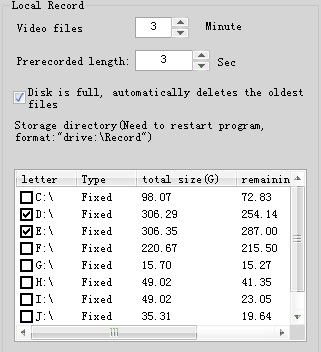 Local Record
Video files 3 Minute
Prerecorded length: 3 Sec
Disk is full, automatically deletes the oldest
files
Storage directory(Need to restart program,
format:"drive:\Record")
letter Type total size(G) remainin
C:\ Fixed 98.07 72.83
D:\ Fixed 306.29 254.14
E:\ Fixed 306.35 287.00
F:\ Fixed 220.67 215.50
G:\ Fixed 15.70 15.27
H:\ Fixed 49.02 41.35
I:\ Fixed 49.02 23.05
J:\ Fixed 35.31 19.64